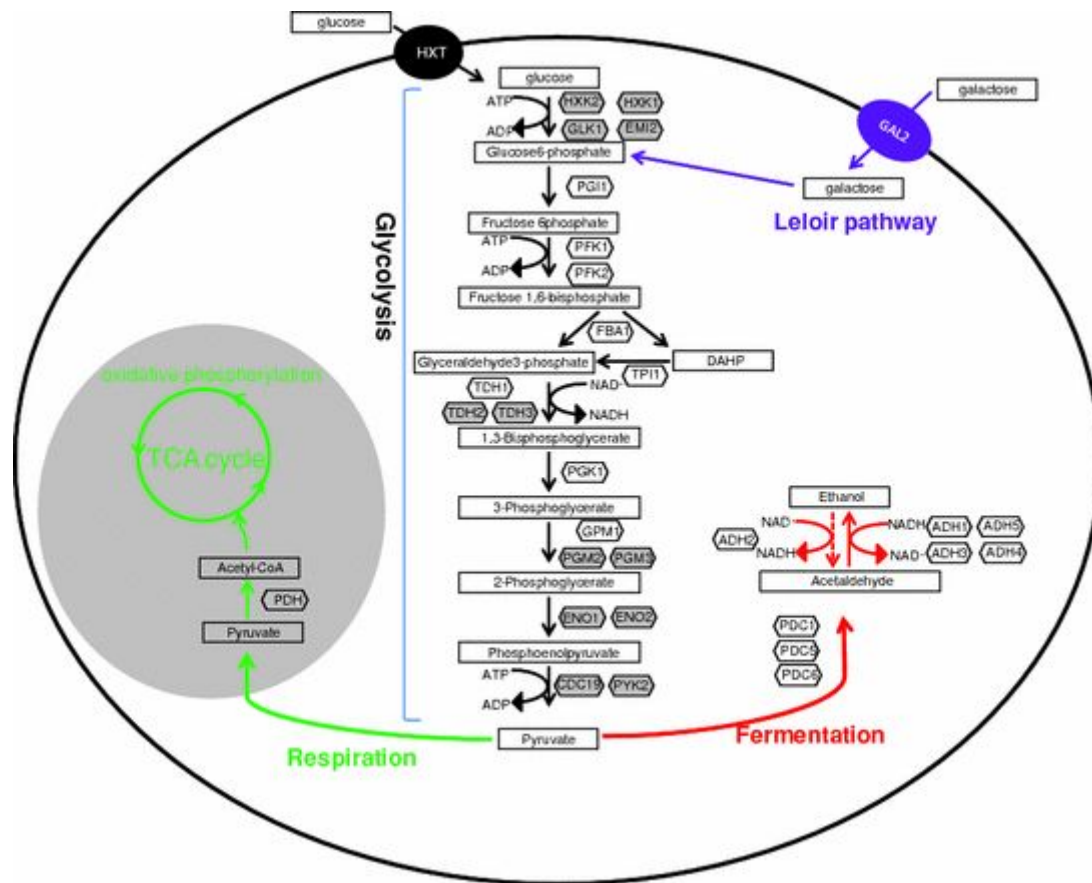 glucose
HXT
glucose
galactose
GAL2
galactose
Leloir pathway
Glycolysis
ATP
ADP
HXK2
HXK1
GLK1
EMI2
Glucose6-phosphate
PGI1
Fructose 6phosphate
ATP
ADP
PFK1
PFK2
Fructose 1,6-bisphosphate
FBA1
Glyceraldehyde3-phosphate
DAHP
TPI1
TDH1
TDH2
TDH3
NAD
NADH
1,3-Bisphosphoglycerate
PGK1
3-Phosphoglycerate
GPM1
PGM2
PGM3
2-Phosphoglycerate
ENO1
ENO2
Phosphoenolpyruvate
ATP
ADP
CDC19
PYK2
Pyruvate
oxidative phosphorylation
TCA cycle
Acetyl-CoA
PDH
Pyruvate
Respiration
Ethanol
ADH2
NAD
NADH
NADH
NAD
ADH1
ADH5
ADH3
ADH4
Acetaldehyde
PDC1
PDC5
PDC6
Fermentation